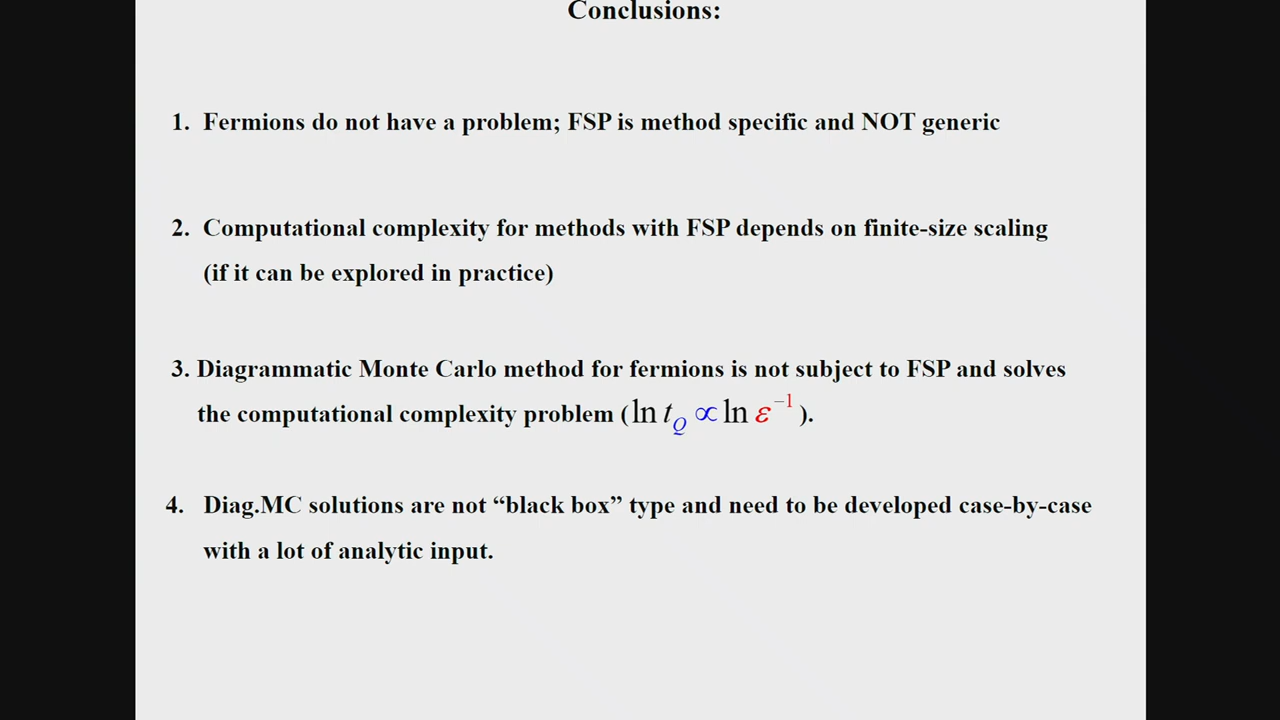 Conclusions:
1. Fermions do not have a problem; FSP is method specific and NOT generic
2. Computational complexity for methods with FSP depends on finite-size scaling
(if it can be explored in practice)
3. Diagrammatic Monte Carlo method for fermions is not subject to FSP and solves
the computational complexity problem (ln t_Q ∝ ln ε^{-1} ).
4. Diag.MC solutions are not “black box” type and need to be developed case-by-case
with a lot of analytic input.